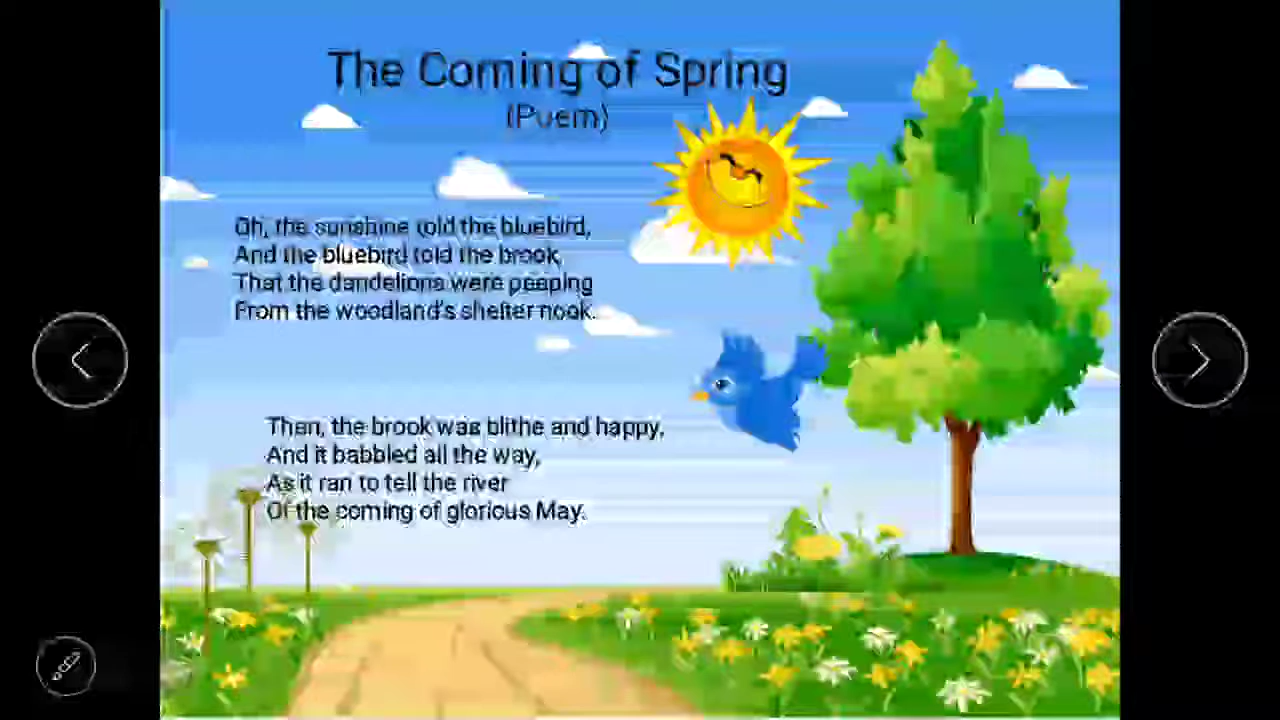 The Coming of Spring
(Poem)
Oh, the sunshine told the bluebird,
And the bluebird told the brook,
That the dandelions were peeping
From the woodland's shelter nook.
Then, the brook was blithe and happy,
And it babbled all the way,
As it ran to tell the river
Of the coming of glorious May.